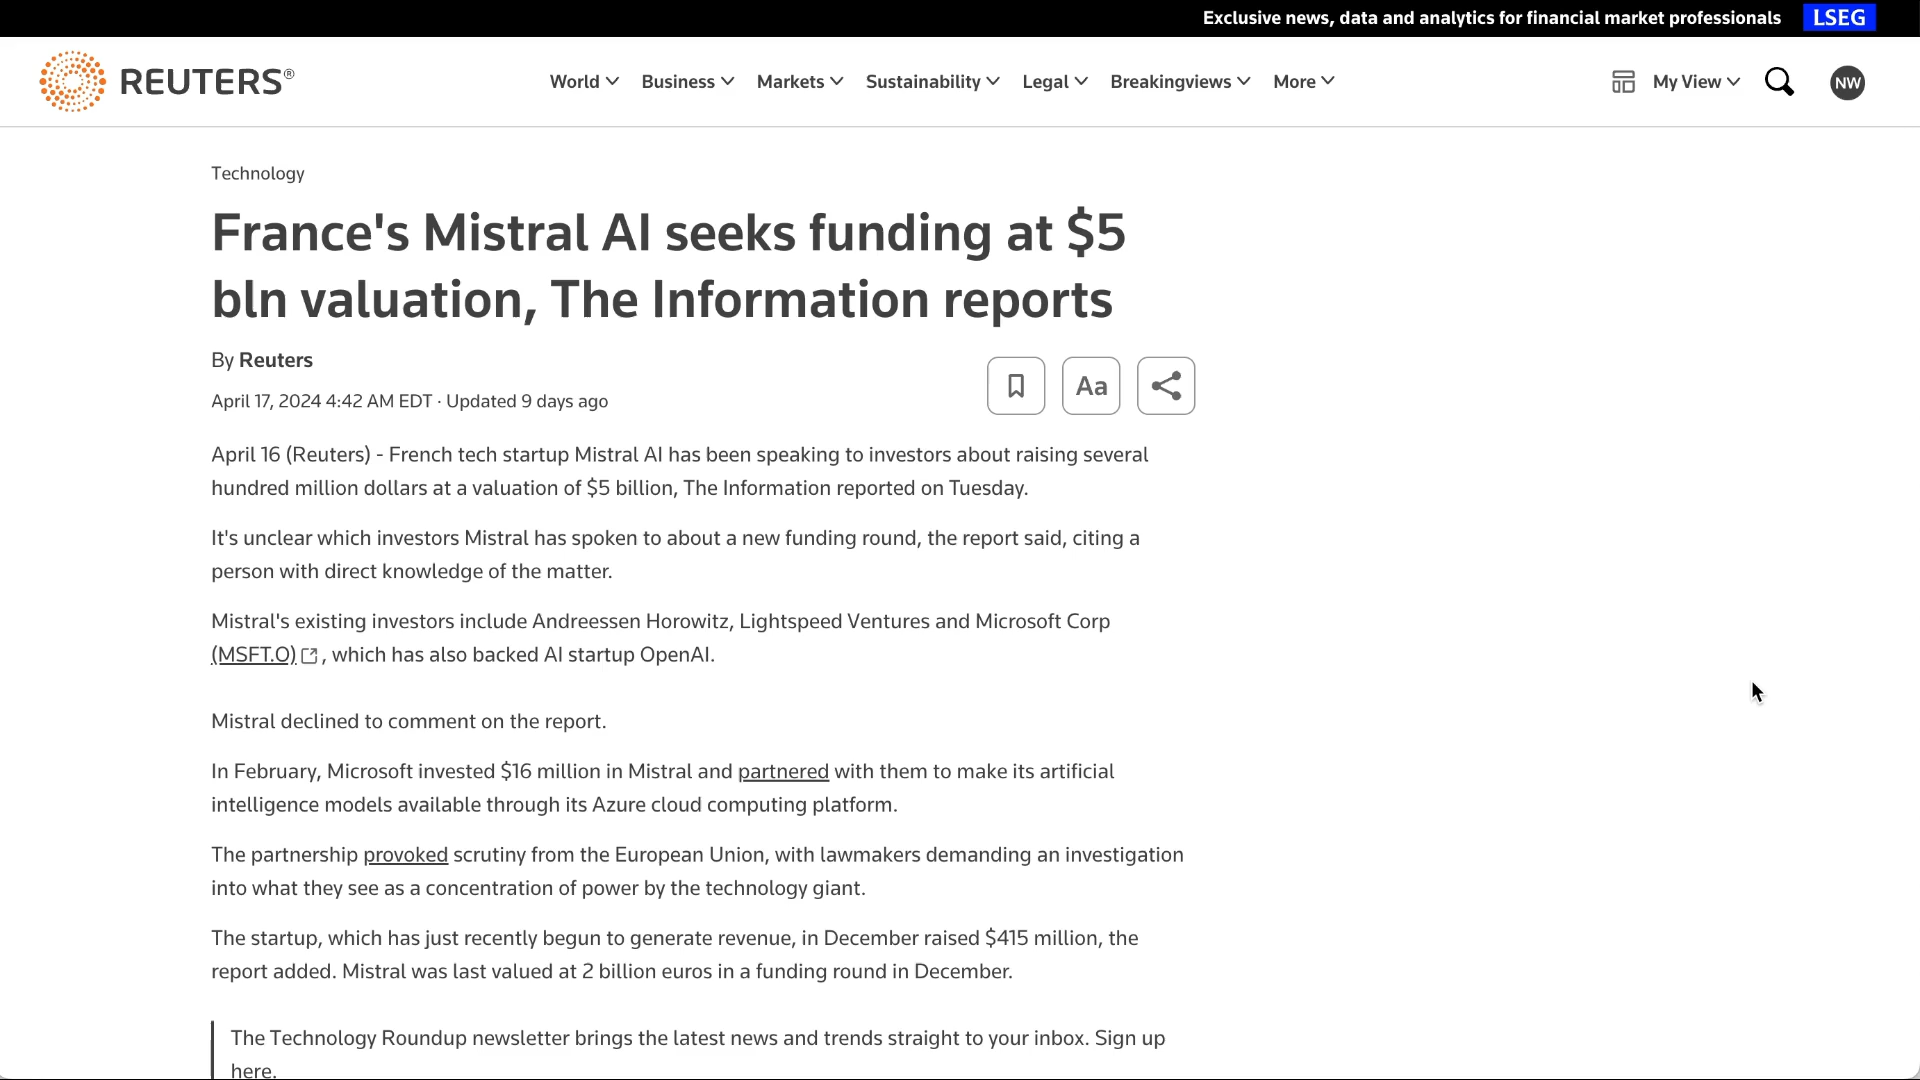 Exclusive news, data and analytics for financial market professionals LSEG
REUTERS® World Business Markets Sustainability Legal Breakingviews More My View NW
Technology
France's Mistral AI seeks funding at $5
bln valuation, The Information reports
By Reuters
April 17, 2024 4:42 AM EDT · Updated 9 days ago
Aa
April 16 (Reuters) - French tech startup Mistral AI has been speaking to investors about raising several
hundred million dollars at a valuation of $5 billion, The Information reported on Tuesday.
It's unclear which investors Mistral has spoken to about a new funding round, the report said, citing a
person with direct knowledge of the matter.
Mistral's existing investors include Andreessen Horowitz, Lightspeed Ventures and Microsoft Corp
(MSFT.O) , which has also backed AI startup OpenAI.
Mistral declined to comment on the report.
In February, Microsoft invested $16 million in Mistral and partnered with them to make its artificial
intelligence models available through its Azure cloud computing platform.
The partnership provoked scrutiny from the European Union, with lawmakers demanding an investigation
into what they see as a concentration of power by the technology giant.
The startup, which has just recently begun to generate revenue, in December raised $415 million, the
report added. Mistral was last valued at 2 billion euros in a funding round in December.
The Technology Roundup newsletter brings the latest news and trends straight to your inbox. Sign up
here.